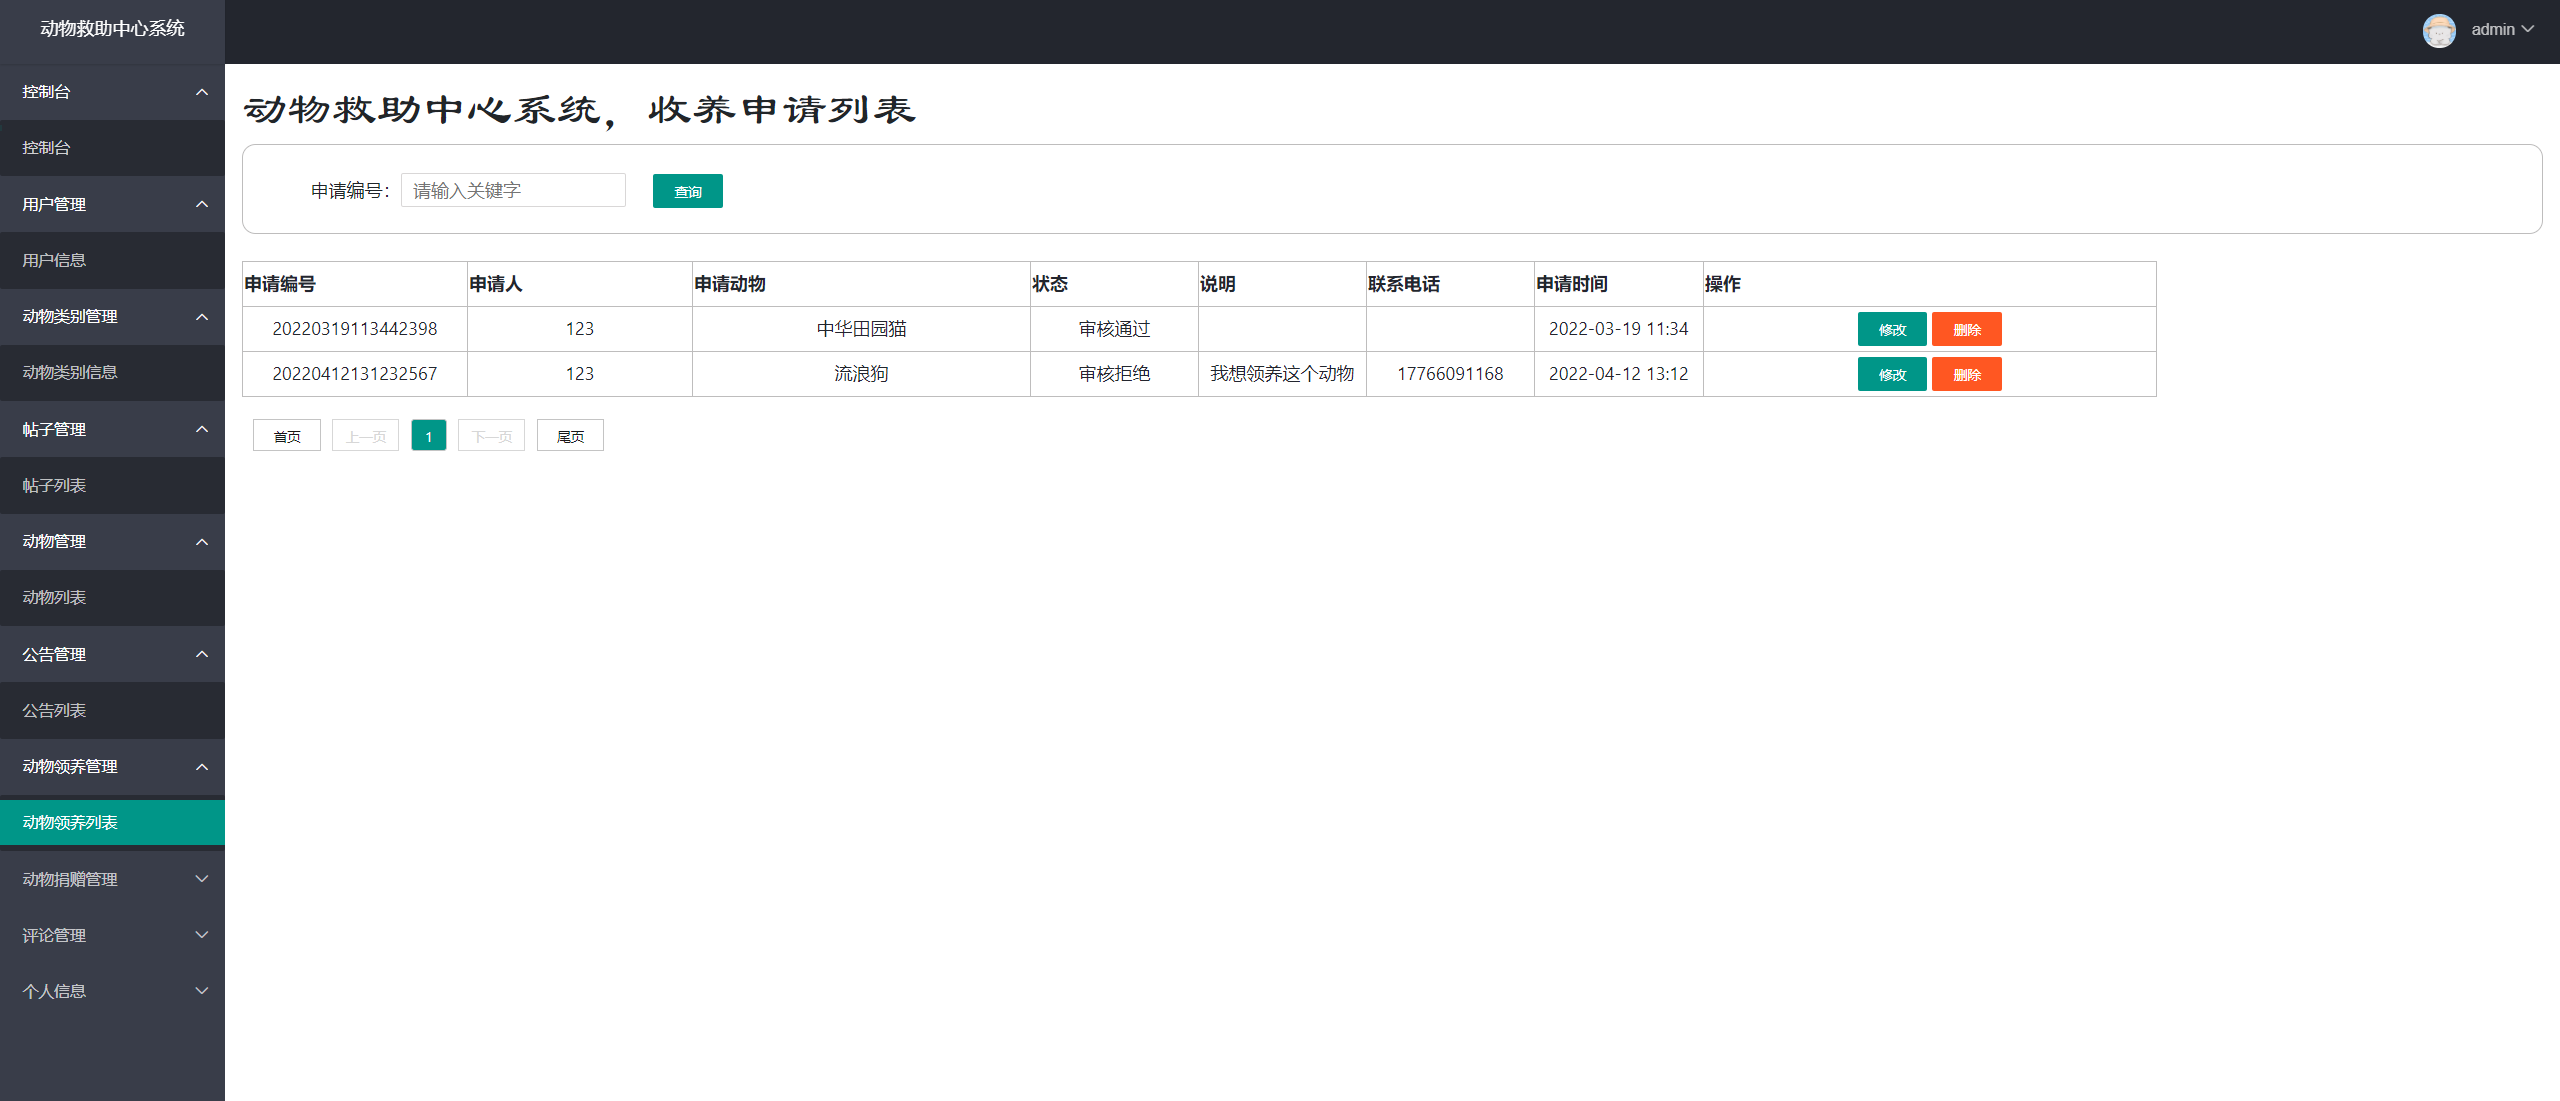 动物救助中心系统
admin
控制台
控制台
用户管理
用户信息
动物类别管理
动物类别信息
帖子管理
帖子列表
动物管理
动物列表
公告管理
公告列表
动物领养管理
动物领养列表
动物捐赠管理
评论管理
个人信息
动物救助中心系统，收养申请列表
申请编号： 请输入关键字 查询
申请编号 申请人 申请动物 状态 说明 联系电话 申请时间 操作
20220319113442398 123 中华田园猫 审核通过 2022-03-19 11:34 修改 删除
20220412131232567 123 流浪狗 审核拒绝 我想领养这个动物 17766091168 2022-04-12 13:12 修改 删除
首页 上一页 1 下一页 尾页